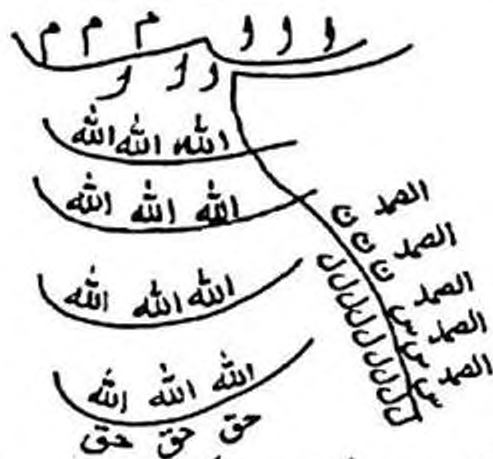 ا ا ا م م م
ل ل ل
الله الله الله
الله الله الله
الله الله الله
الله الله الله
حق حق حق
الصمد
الصمد
الصمد
الصمد
الصمد
ن ن ن س س س س
ل ل ل ل ل ل ل ل